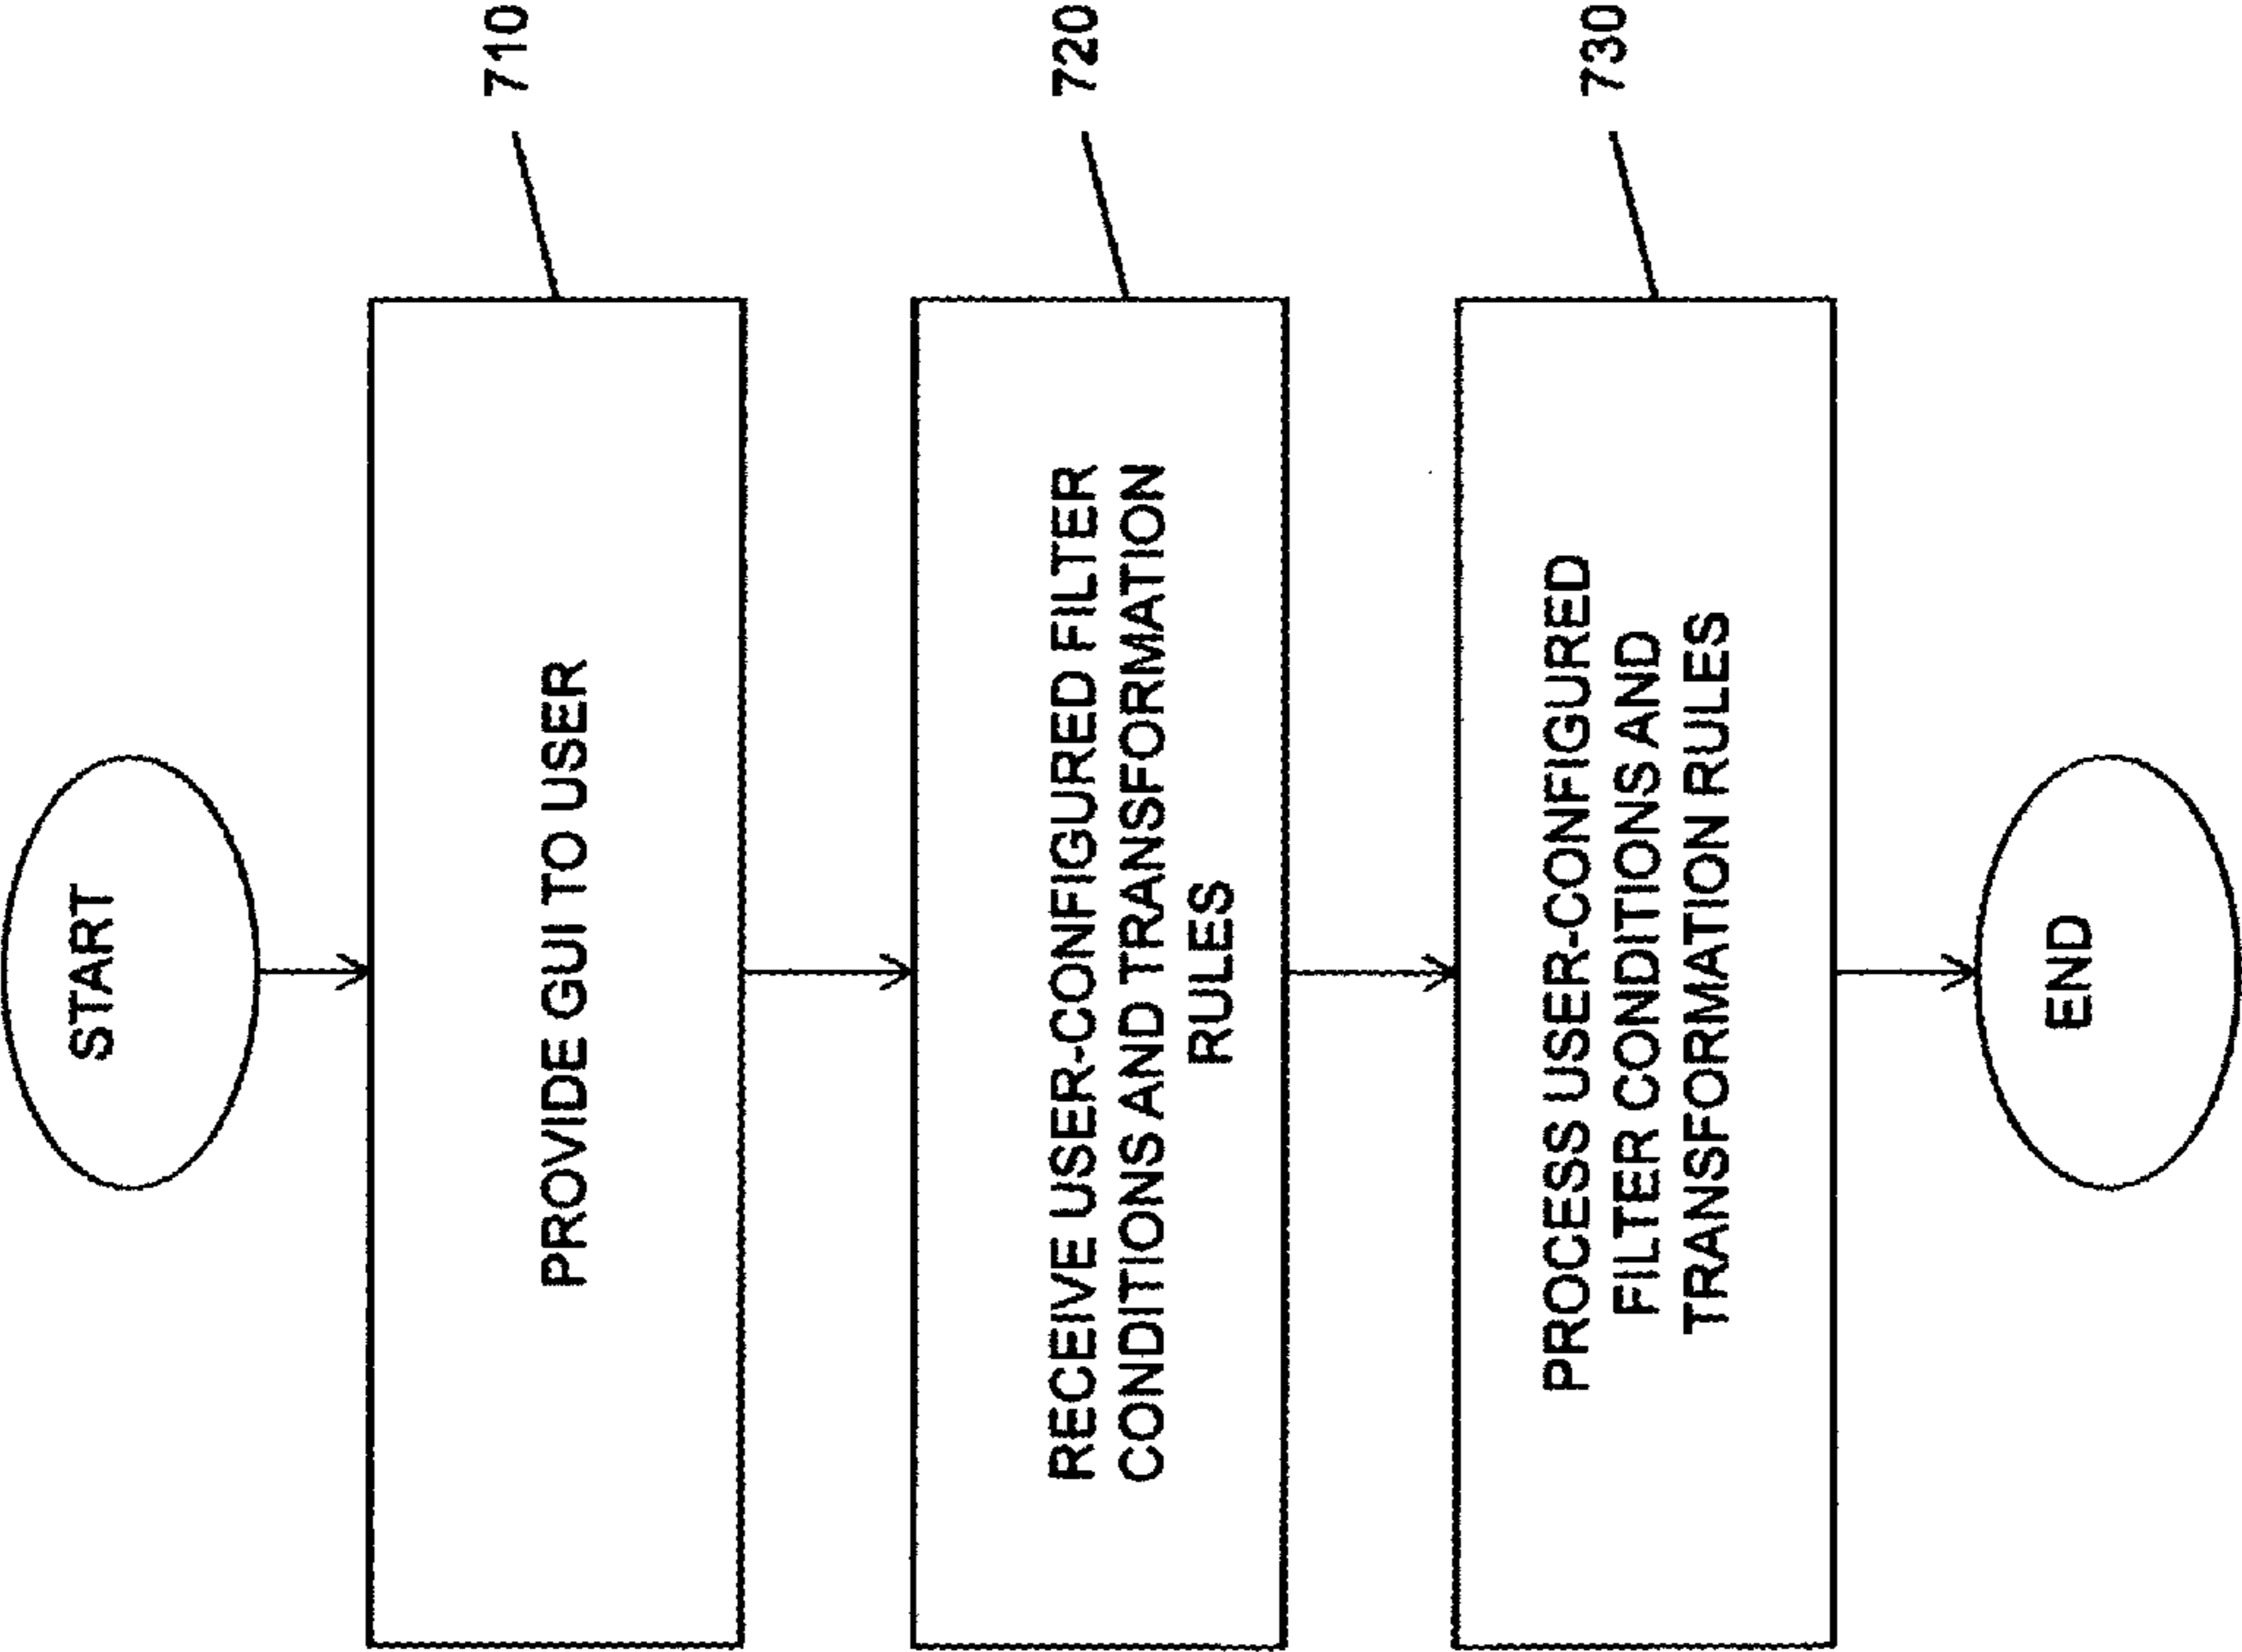 START
PROVIDE GUI TO USER
710
RECEIVE USER-CONFIGURED FILTER
CONDITIONS AND TRANSFORMATION
RULES
720
PROCESS USER-CONFIGURED
FILTER CONDITIONS AND
TRANSFORMATION RULES
730
END